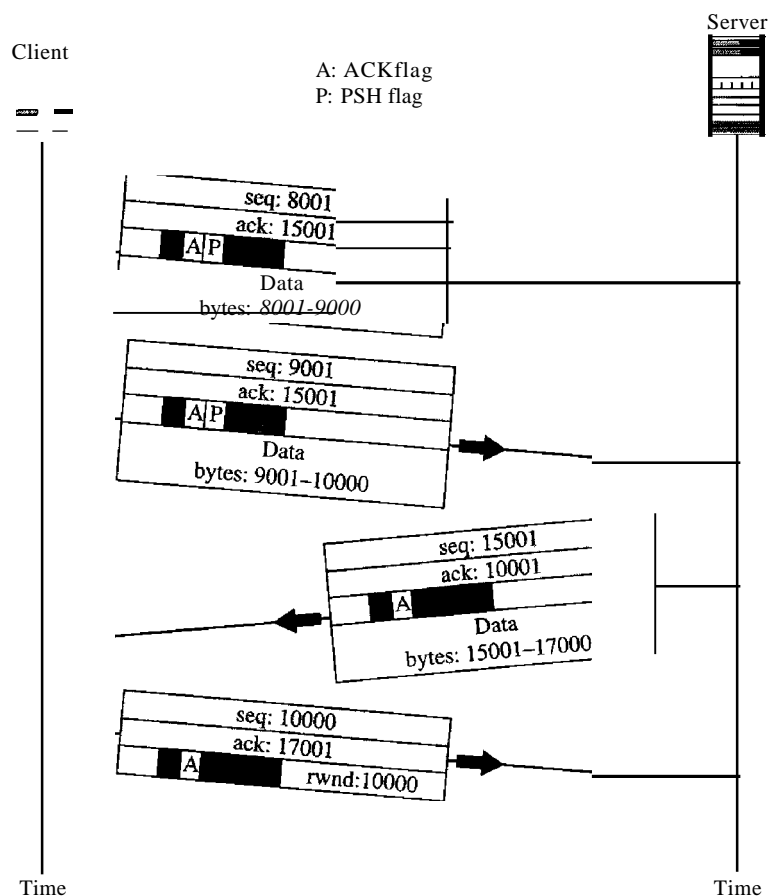 Server
Client
A: ACKflag
P: PSH flag
seq: 8001
ack: 15001
A P
Data
bytes: 8001-9000
seq: 9001
ack: 15001
A P
Data
bytes: 9001–10000
seq: 15001
ack: 10001
A
Data
bytes: 15001–17000
seq: 10000
ack: 17001
A rwnd:10000
Time Time